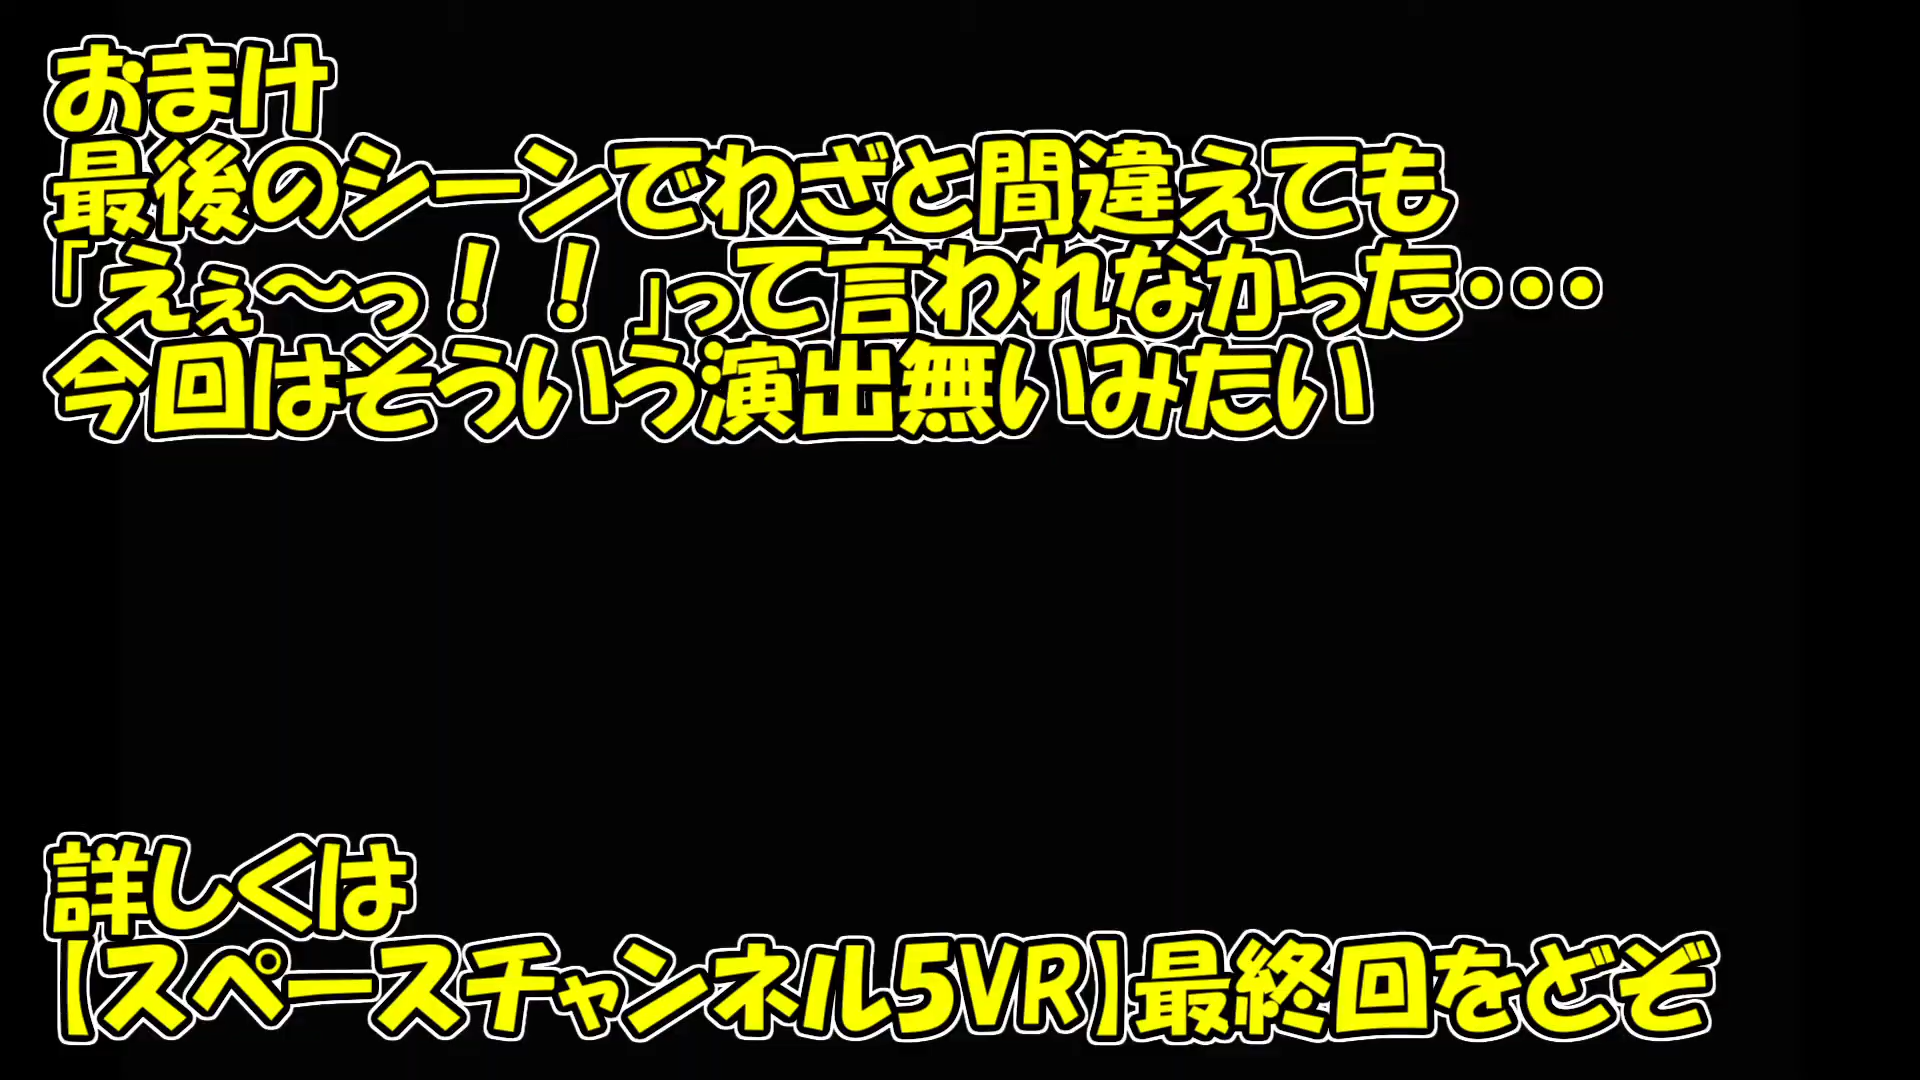 おまけ
最後のシーンでわざと間違えても
「えぇ～っ！！」って言われなかった・・・
今回はそういう演出無いみたい
詳しくは
【スペースチャンネル5VR】最終回をどぞ